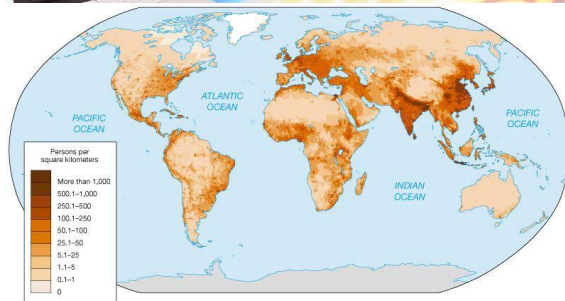 ATLANTIC
OCEAN
PACIFIC
OCEAN
PACIFIC
OCEAN
INDIAN
OCEAN
Persons per
square kilometers
More than 1,000
500.1–1,000
250.1–500
100.1–250
50.1–100
25.1–50
5.1–25
1.1–5
0.1–1
0